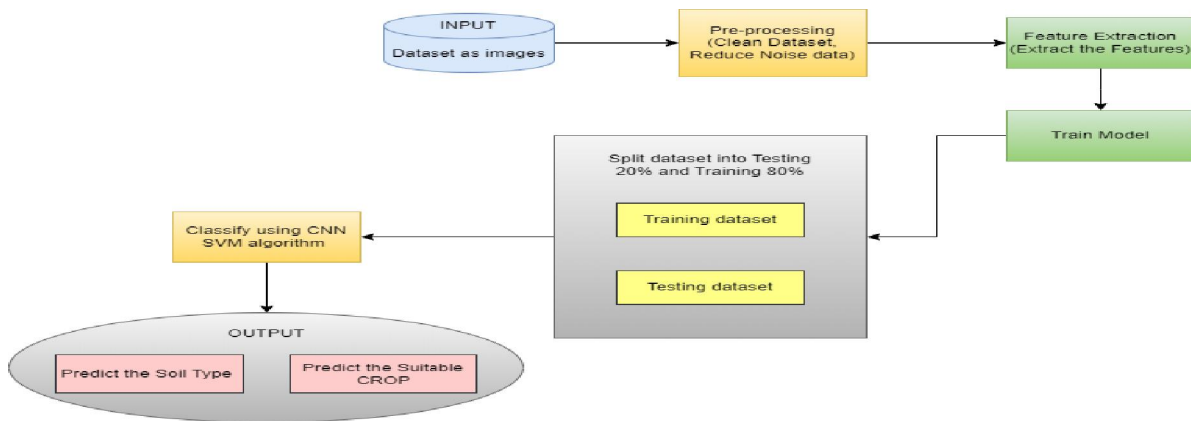 INPUT
Dataset as images
Pre-processing
(Clean Dataset,
Reduce Noise data)
Feature Extraction
(Extract the Features)
Train Model
Split dataset into Testing
20% and Training 80%
Training dataset
Testing dataset
Classify using CNN
SVM algorithm
OUTPUT
Predict the Soil Type
Predict the Suitable
CROP